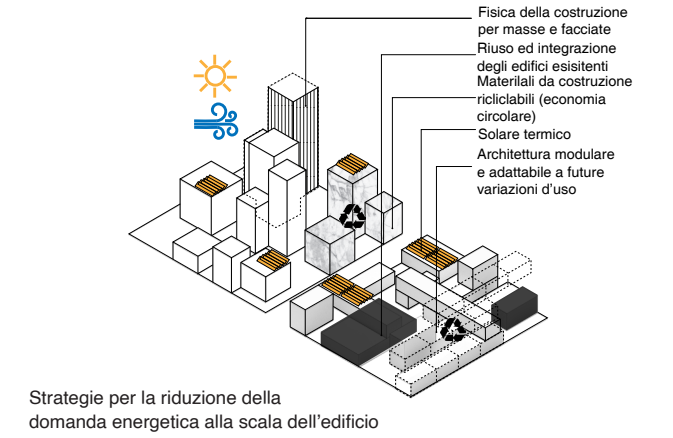 Fisica della costruzione
per masse e facciate
Riuso ed integrazione
degli edifici esisitenti
Materilali da costruzione
ricliclabili (economia
circolare)
Solare termico
Architettura modulare
e adattabile a future
variazioni d'uso
Strategie per la riduzione della
domanda energetica alla scala dell'edificio